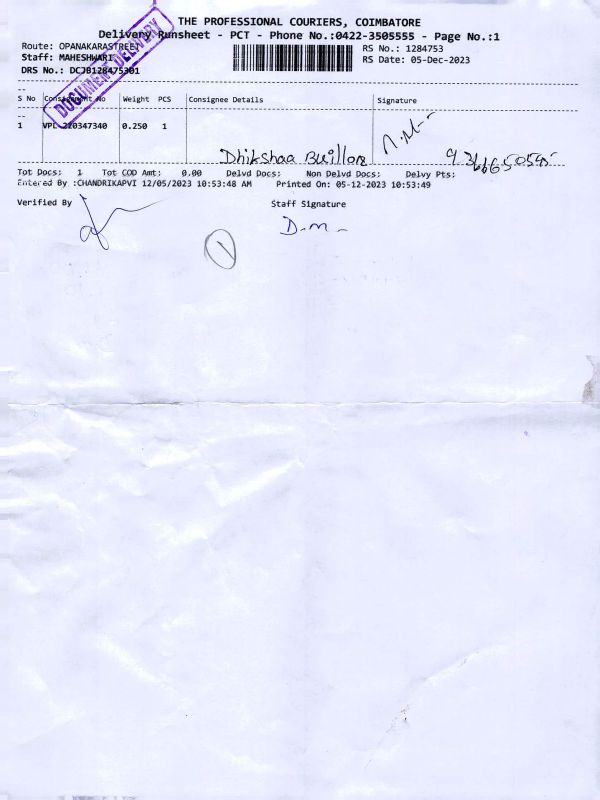 THE PROFESSIONAL COURIERS, COIMBATORE
Delivery Runsheet - PCT - Phone No.:0422-3505555 - Page No.:1
Route: OPANAKARASTREET
RS No.: 1284753
Staff: MAHESHWARI
RS Date: 05-Dec-2023
DRS No.: DCJB128475301
DOCUMENT DELIVERY
S No Consignment No Weight PCS Consignee Details Signature
1 VPL 220347340 0.250 1
Dhikshaa Buillon
Tot Docs: 1 Tot COD Amt: 0.00 Delvd Docs: Non Delvd Docs: Delvy Pts:
Entered By :CHANDRIKAPVI 12/05/2023 10:53:48 AM Printed On: 05-12-2023 10:53:49
Verified By
Staff Signature
D.M.
1